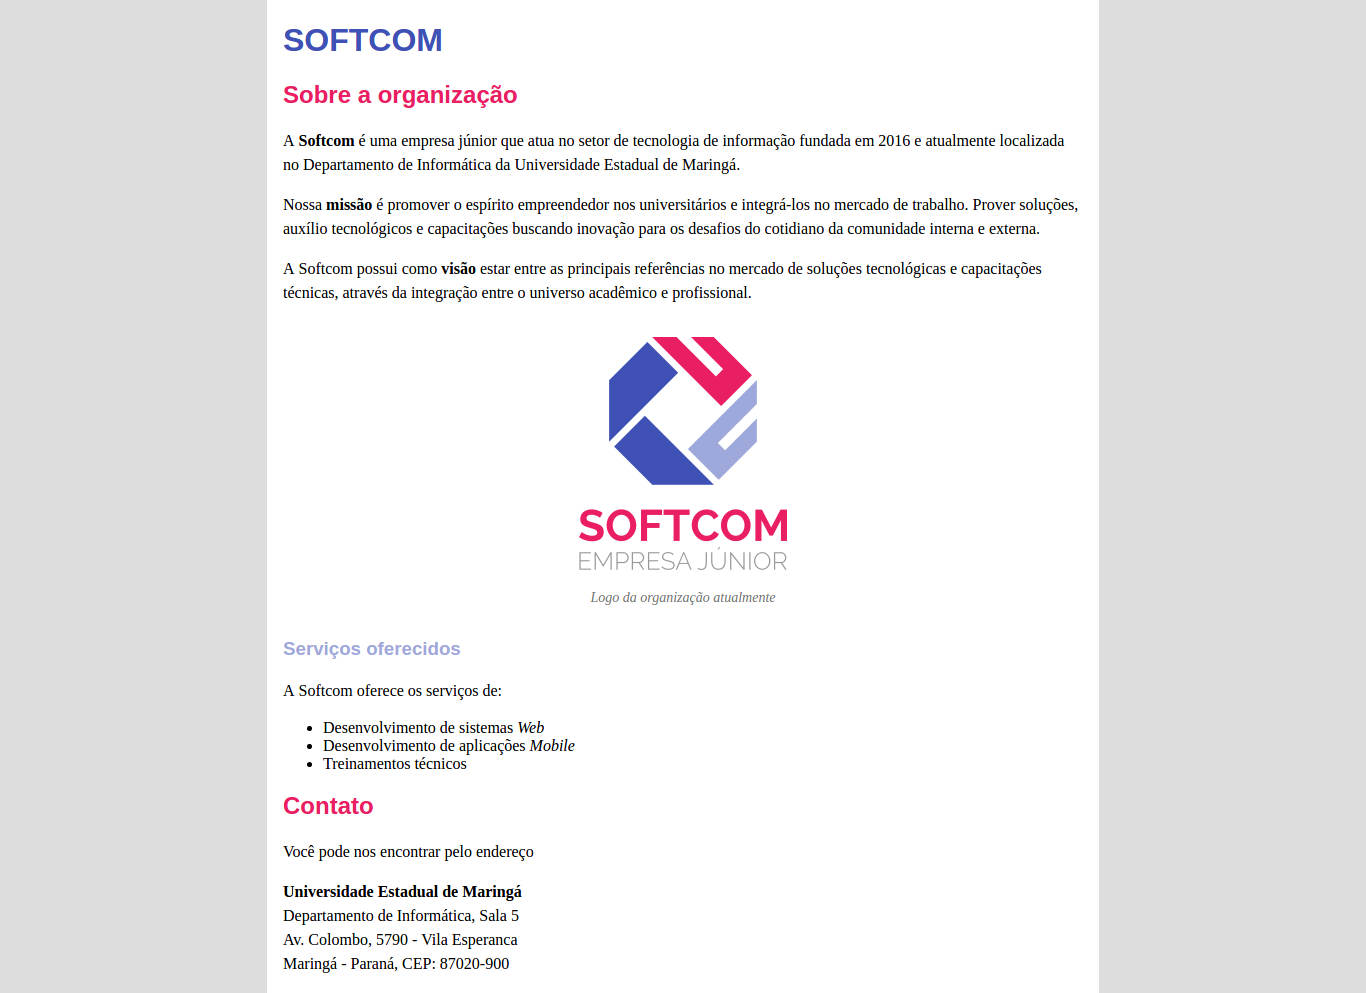 SOFTCOM
Sobre a organização
A Softcom é uma empresa júnior que atua no setor de tecnologia de informação fundada em 2016 e atualmente localizada
no Departamento de Informática da Universidade Estadual de Maringá.
Nossa missão é promover o espírito empreendedor nos universitários e integrá-los no mercado de trabalho. Prover soluções,
auxílio tecnológicos e capacitações buscando inovação para os desafios do cotidiano da comunidade interna e externa.
A Softcom possui como visão estar entre as principais referências no mercado de soluções tecnológicas e capacitações
técnicas, através da integração entre o universo acadêmico e profissional.
SOFTCOM
EMPRESA JÚNIOR
Logo da organização atualmente
Serviços oferecidos
A Softcom oferece os serviços de:
• Desenvolvimento de sistemas Web
• Desenvolvimento de aplicações Mobile
• Treinamentos técnicos
Contato
Você pode nos encontrar pelo endereço
Universidade Estadual de Maringá
Departamento de Informática, Sala 5
Av. Colombo, 5790 - Vila Esperanca
Maringá - Paraná, CEP: 87020-900